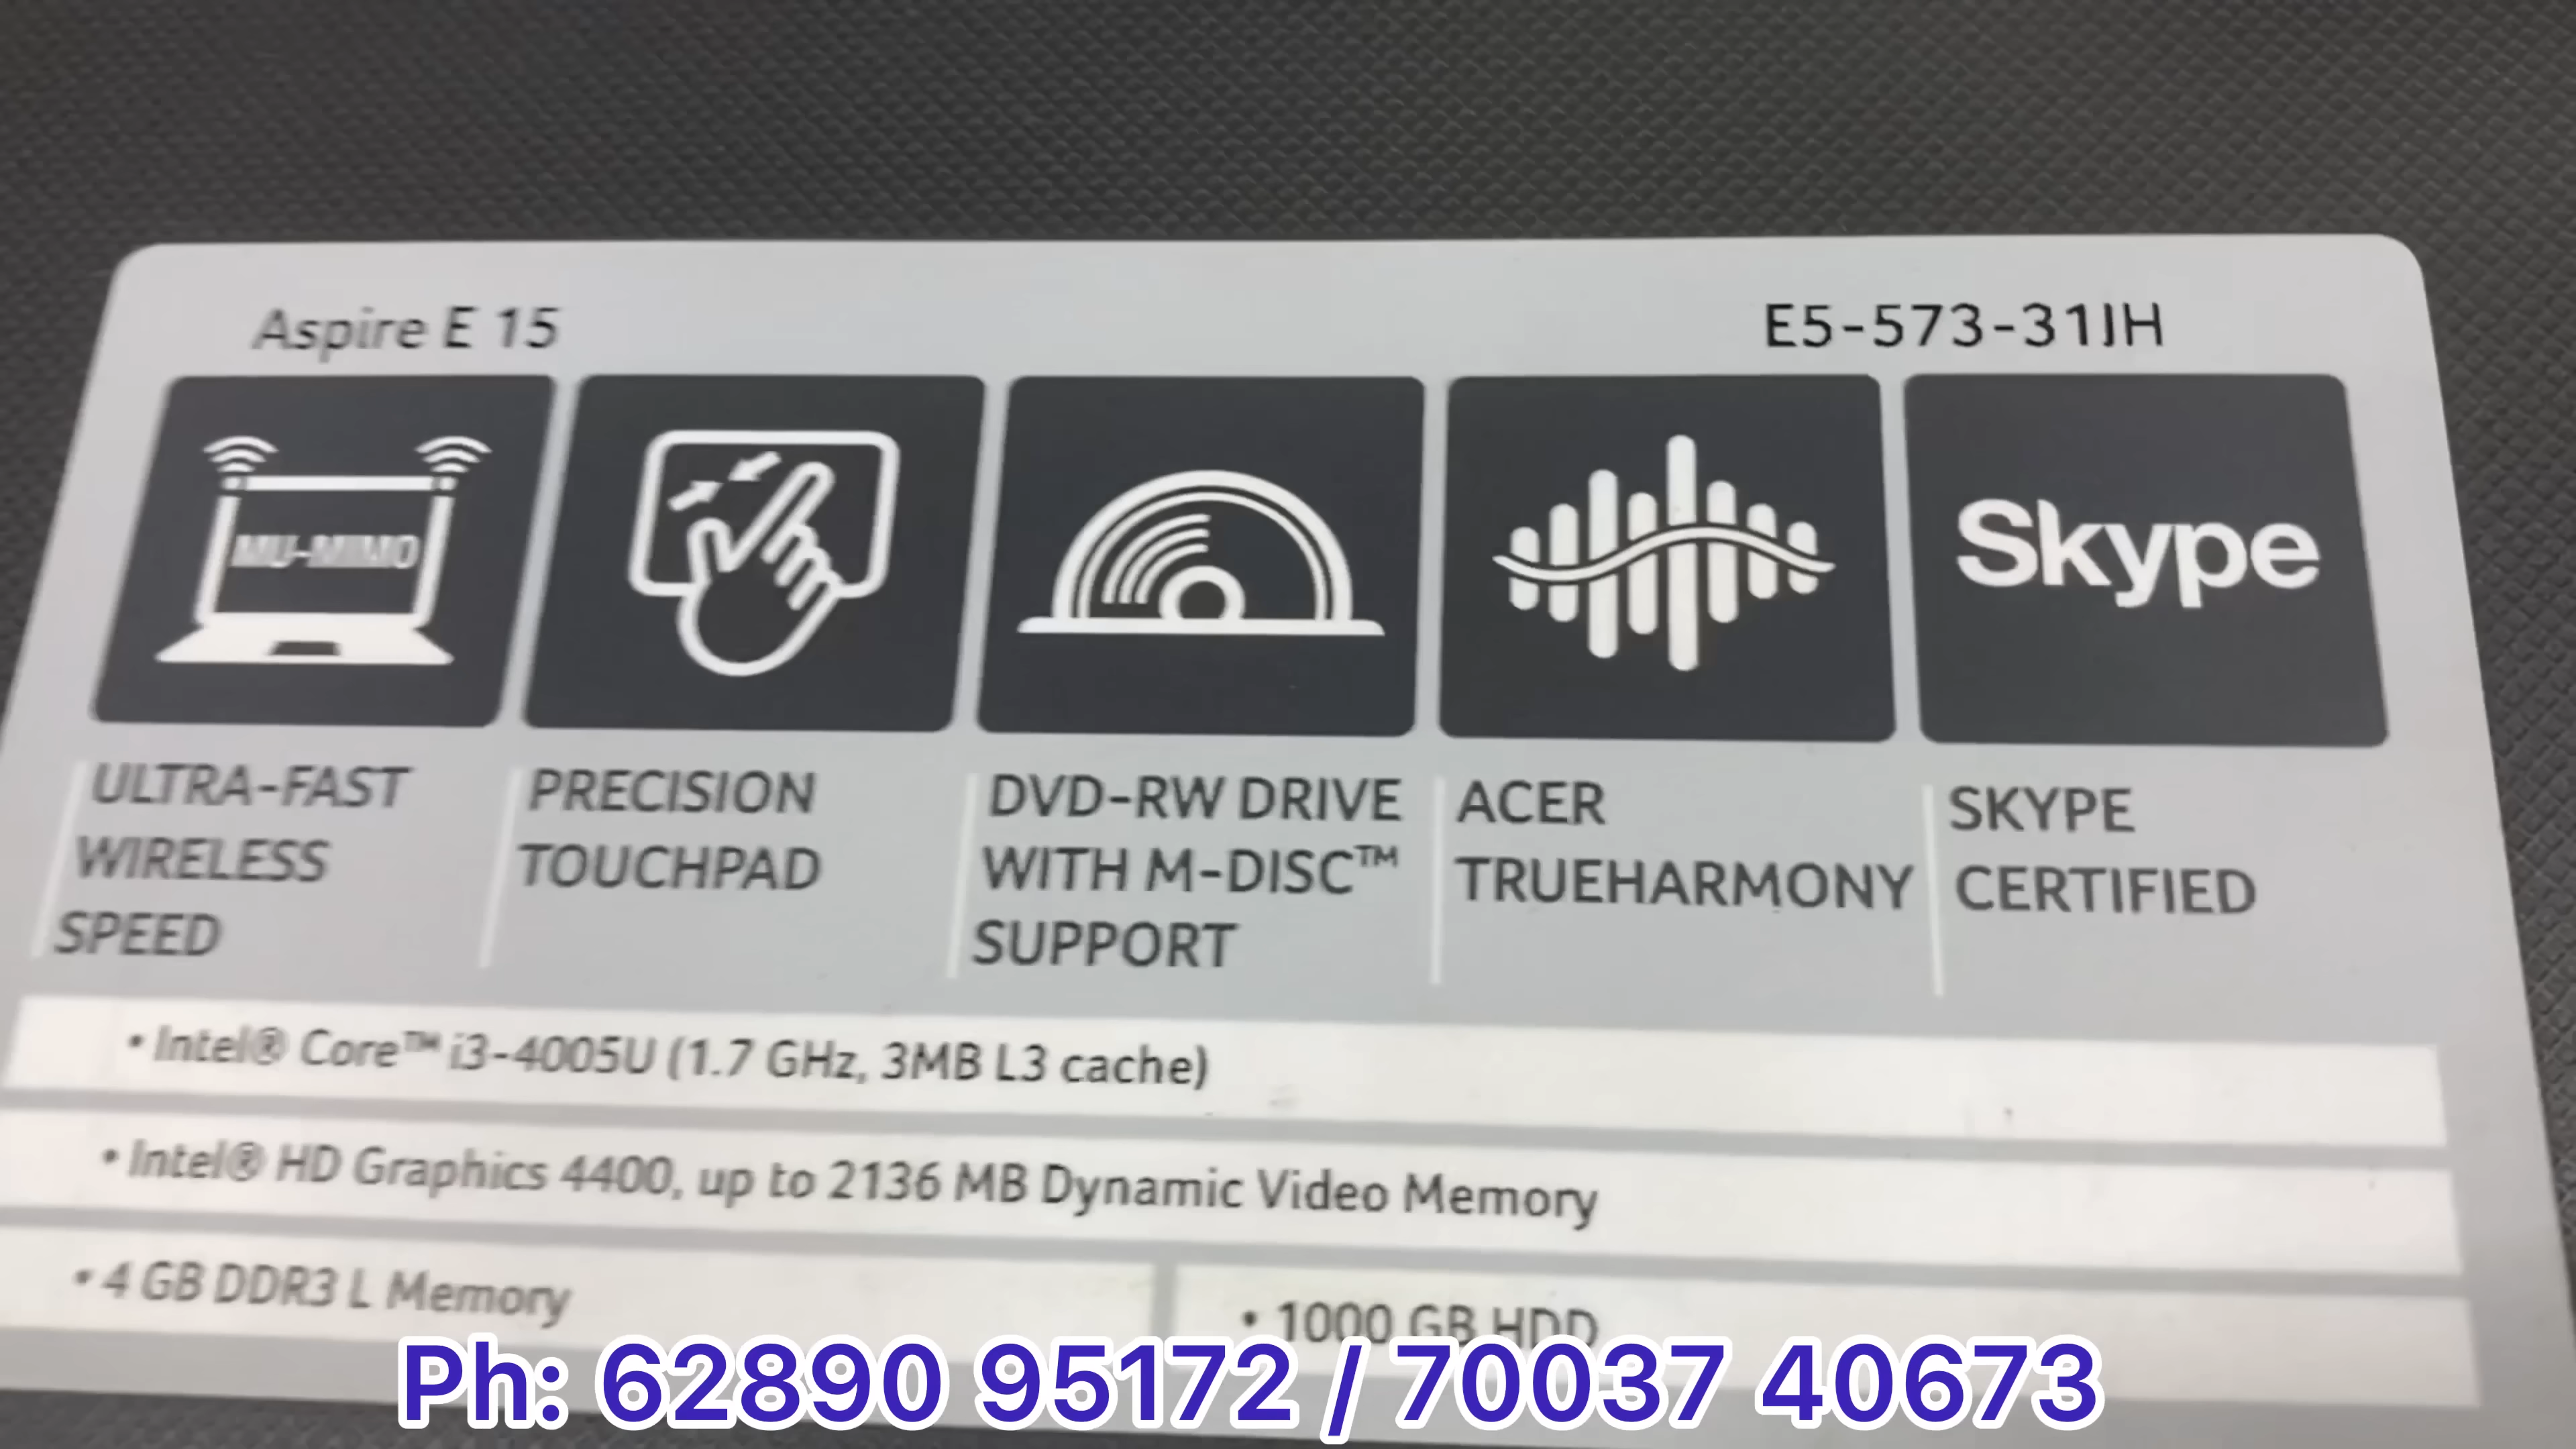 Aspire E 15
E5-573-31JH
MU-MIMO
Skype
ULTRA-FAST
WIRELESS
SPEED
PRECISION
TOUCHPAD
DVD-RW DRIVE
WITH M-DISC™
SUPPORT
ACER
TRUEHARMONY
SKYPE
CERTIFIED
• Intel® Core™ i3-4005U (1.7 GHz, 3MB L3 cache)
• Intel® HD Graphics 4400, up to 2136 MB Dynamic Video Memory
• 4 GB DDR3 L Memory
• 1000 GB HDD
Ph: 62890 95172 / 70037 40673